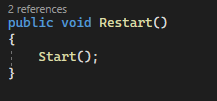 2 references
public void Restart()
{
    Start();
}